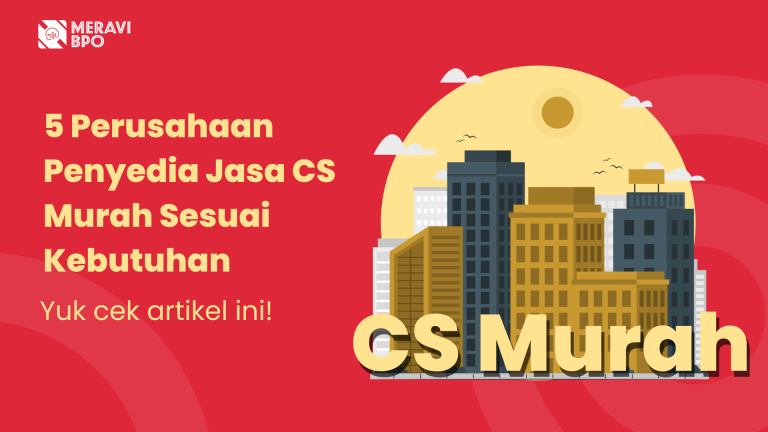 MERAVI
BPO
5 Perusahaan
Penyedia Jasa CS
Murah Sesuai
Kebutuhan
Yuk cek artikel ini!
CS Murah